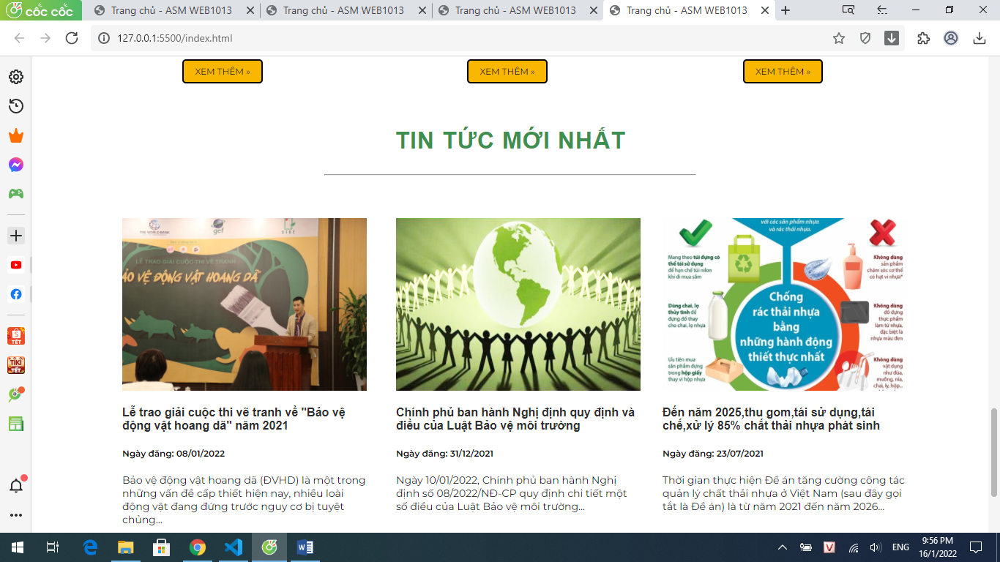 cốc cốc
Trang chủ - ASM WEB1013
Trang chủ - ASM WEB1013
Trang chủ - ASM WEB1013
Trang chủ - ASM WEB1013
127.0.0.1:5500/index.html
XEM THÊM »
XEM THÊM »
XEM THÊM »
TIN TỨC MỚI NHẤT
THE WORLD BANK
gef
LỄ TRAO GIẢI CUỘC THI VẼ TRANH
BẢO VỆ ĐỘNG VẬT HOANG DÃ
với các sản phẩm nhựa
và rác thải nhựa.
Mang theo túi đựng có
thể tái sử dụng
để hạn chế túi nilon
khi đi mua sắm
Không dùng
sản phẩm
chăm sóc cơ thể
có hạt vi nhựa*
Dùng chai, lọ
thủy tinh để
đựng đồ thay
cho chai, lọ nhựa
Chống
rác thải nhựa
bằng
những hành động
thiết thực nhất
Không dùng
đồ đựng
thực phẩm
làm từ nhựa,
đặc biệt là
nhựa màu đen
Ưu tiên mua
sản phẩm đựng
trong hộp giấy
thay vì hộp nhựa
Không dùng
vật dụng
như dùa,
muỗng, nĩa,
chai, ly, hộp...
Lễ trao giải cuộc thi vẽ tranh về "Bảo vệ
động vật hoang dã" năm 2021
Ngày đăng: 08/01/2022
Bảo vệ động vật hoang dã (ĐVHD) là một trong
những vấn đề cấp thiết hiện nay, nhiều loài
động vật đang đứng trước nguy cơ bị tuyệt
chủng...
Chính phủ ban hành Nghị định quy định và
điều của Luật Bảo vệ môi trường
Ngày đăng: 31/12/2021
Ngày 10/01/2022, Chính phủ ban hành Nghị
định số 08/2022/NĐ-CP quy định chi tiết một
số điều của Luật Bảo vệ môi trường...
Đến năm 2025,thu gom,tái sử dụng,tái
chế,xử lý 85% chất thải nhựa phát sinh
Ngày đăng: 23/07/2021
Thời gian thực hiện Đề án tăng cường công tác
quản lý chất thải nhựa ở Việt Nam (sau đây gọi
tắt là Đề án) là từ năm 2021 đến năm 2026...
TẾT
TIKI
TẾT
ENG
9:56 PM
16/1/2022